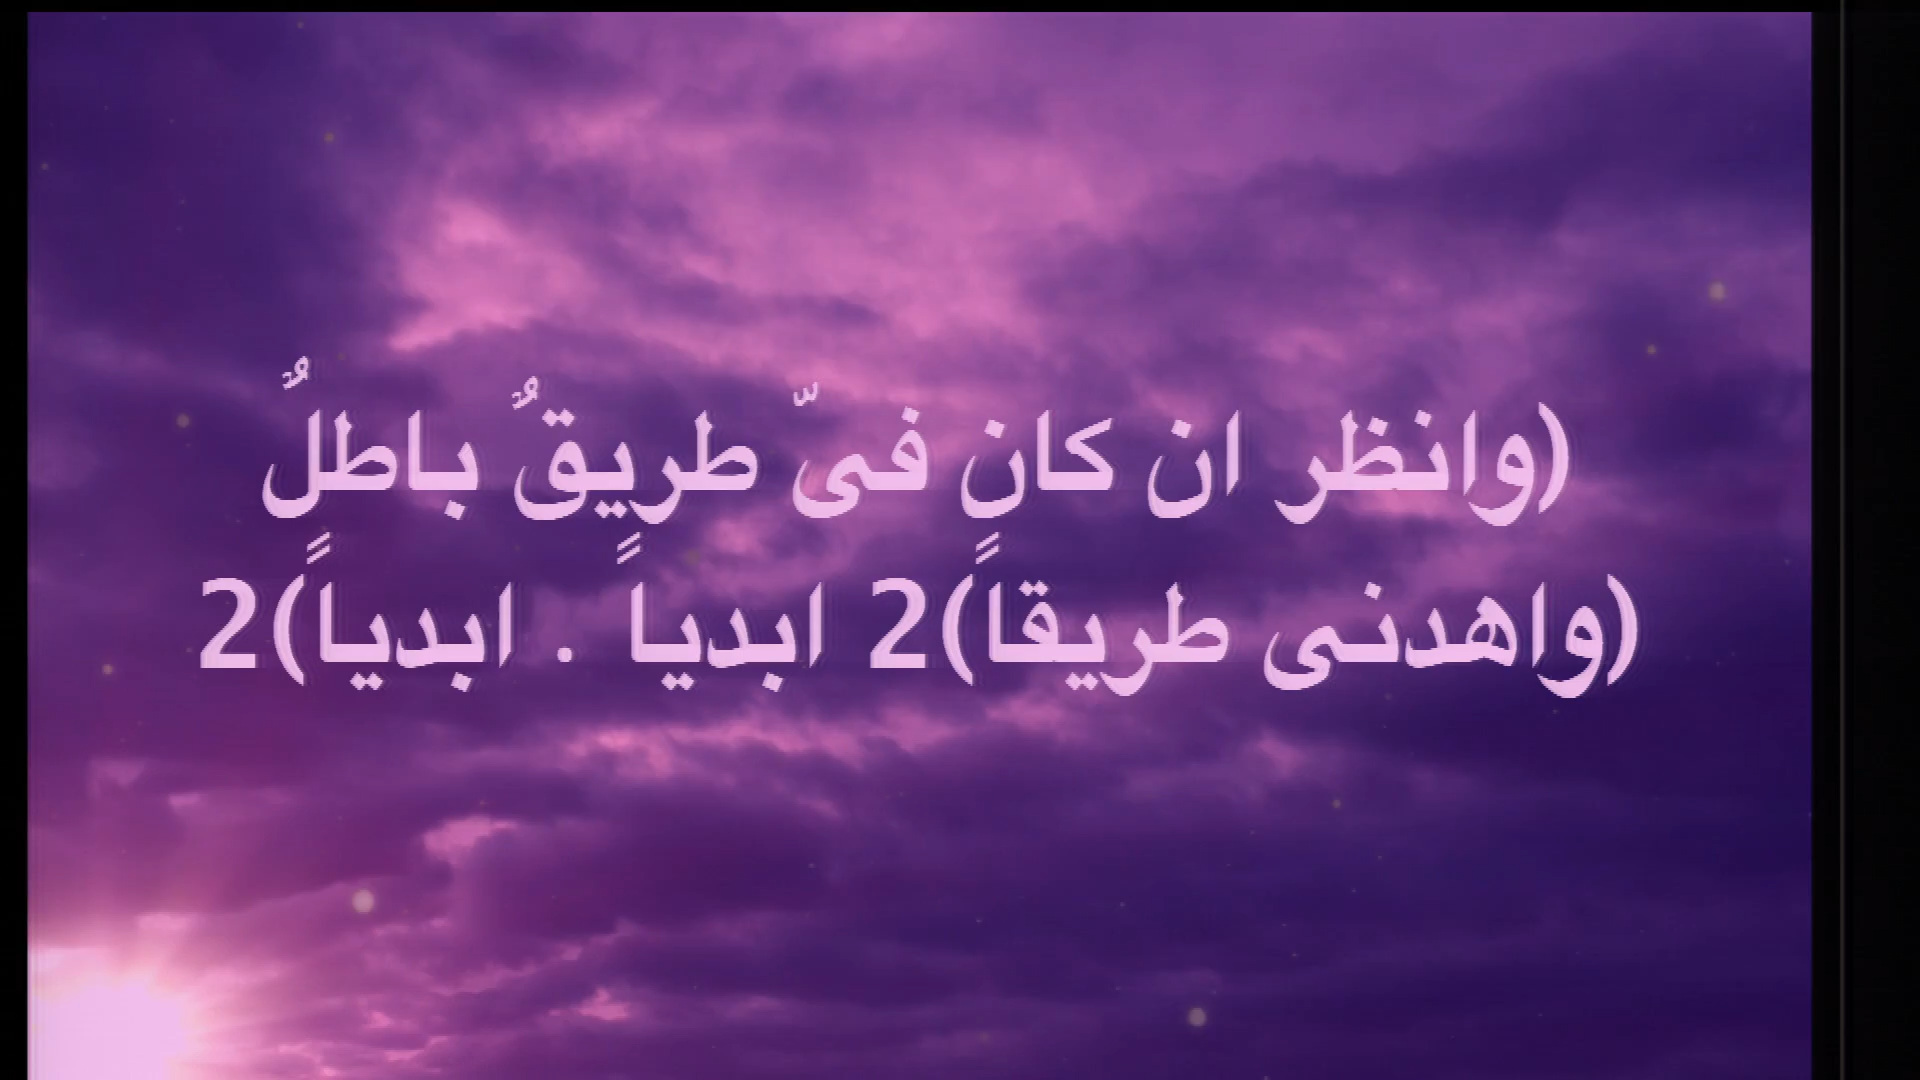 (وانظر ان كانٍ فىّ طريقٌ باطلٌ
(واهدنى طريقاً)2 ابدياً . ابدياً)2